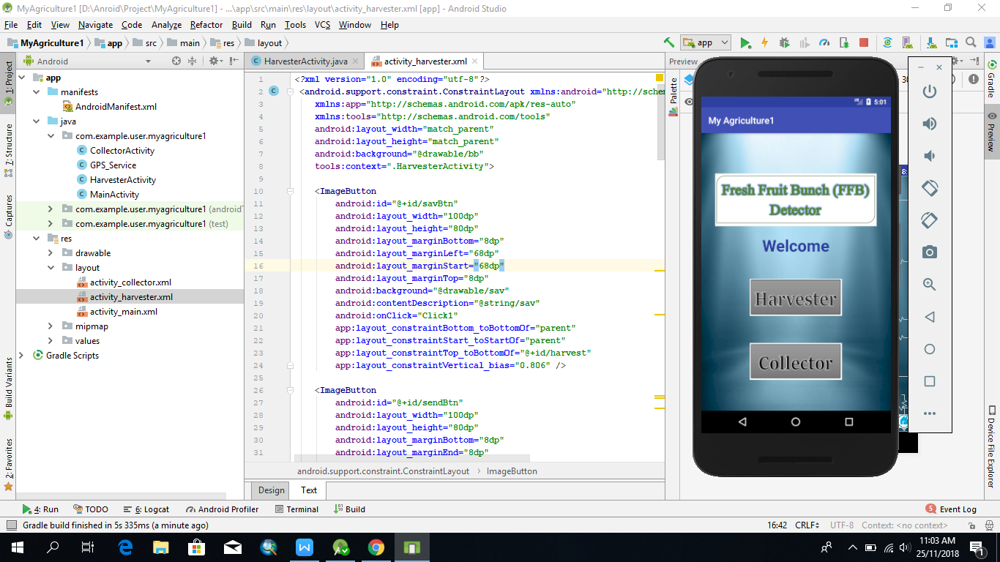 MyAgriculture1 [D:\Anroid\Project\MyAgriculture1] - ...\app\src\main\res\layout\activity_harvester.xml [app] - Android Studio
File Edit View Navigate Code Analyze Refactor Build Run Tools VCS Window Help
MyAgriculture1 app src main res layout
app
1: Project
7: Structure
Captures
Build Variants
2: Favorites
Android
app
manifests
AndroidManifest.xml
java
com.example.user.myagriculture1
CollectorActivity
GPS_Service
HarvesterActivity
MainActivity
com.example.user.myagriculture1
com.example.user.myagriculture1 (test)
res
drawable
layout
activity_collector.xml
activity_harvester.xml
activity_main.xml
mipmap
values
Gradle Scripts
HarvesterActivity.java activity_harvester.xml
1 <?xml version="1.0" encoding="utf-8"?>
2 <android.support.constraint.ConstraintLayout xmlns:android="http://schem
3 xmlns:app="http://schemas.android.com/apk/res-auto"
4 xmlns:tools="http://schemas.android.com/tools"
5 android:layout_width="match_parent"
6 android:layout_height="match_parent"
7 android:background="@drawable/bb"
8 tools:context=".HarvesterActivity">
9
10 <ImageButton
11 android:id="@+id/savBtn"
12 android:layout_width="100dp"
13 android:layout_height="80dp"
14 android:layout_marginBottom="8dp"
15 android:layout_marginLeft="68dp"
16 android:layout_marginStart="68dp"
17 android:layout_marginTop="8dp"
18 android:background="@drawable/sav"
19 android:contentDescription="@string/sav"
20 android:onClick="Click1"
21 app:layout_constraintBottom_toBottomOf="parent"
22 app:layout_constraintStart_toStartOf="parent"
23 app:layout_constraintTop_toBottomOf="@+id/harvest"
24 app:layout_constraintVertical_bias="0.806" />
25
26 <ImageButton
27 android:id="@+id/sendBtn"
28 android:layout_width="100dp"
29 android:layout_height="80dp"
30 android:layout_marginBottom="8dp"
31 android:layout_marginEnd="8dp"
android.support.constraint.ConstraintLayout ImageButton
Design Text
Preview
Palette
5:01
My Agriculture1
Fresh Fruit Bunch (FFB)
Detector
Welcome
Harvester
Collector
Gradle
Preview
Device File Explorer
4: Run TODO 6: Logcat Android Profiler Terminal Build
5 Event Log
Gradle build finished in 5s 335ms (a minute ago)
16:42 CRLF UTF-8 Context: <no context>
11:03 AM
25/11/2018
1